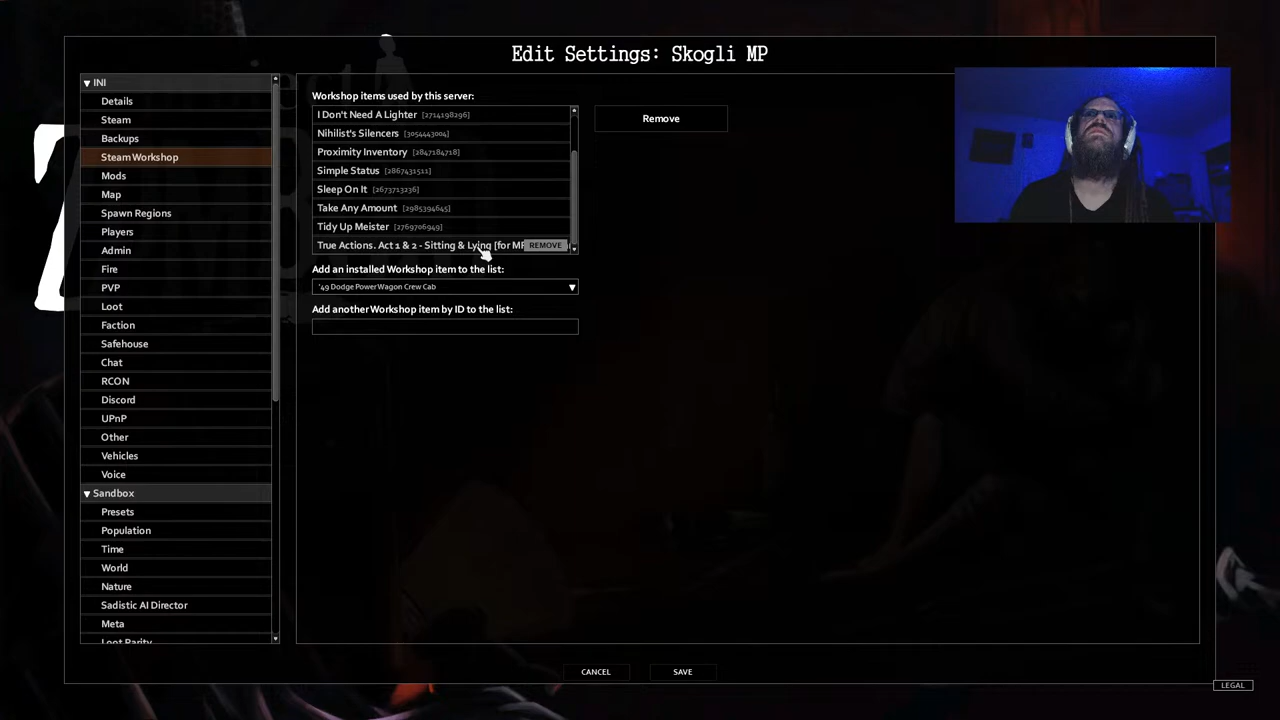 Edit Settings: Skogli MP
INI
Details
Steam
Backups
Steam Workshop
Mods
Map
Spawn Regions
Players
Admin
Fire
PVP
Loot
Faction
Safehouse
Chat
RCON
Discord
UPnP
Other
Vehicles
Voice
Sandbox
Presets
Population
Time
World
Nature
Sadistic AI Director
Meta
Loot Rarity
Workshop items used by this server:
I Don't Need A Lighter [2714198296]
Nihilist's Silencers [3054443004]
Proximity Inventory [2847184718]
Simple Status [2867431511]
Sleep On It [2673713236]
Take Any Amount [2985394645]
Tidy Up Meister [2769706949]
True Actions. Act 1 & 2 - Sitting & Lying [for MP REMOVE
Add an installed Workshop item to the list:
'49 Dodge Power Wagon Crew Cab
Add another Workshop item by ID to the list:
Remove
CANCEL
SAVE
LEGAL